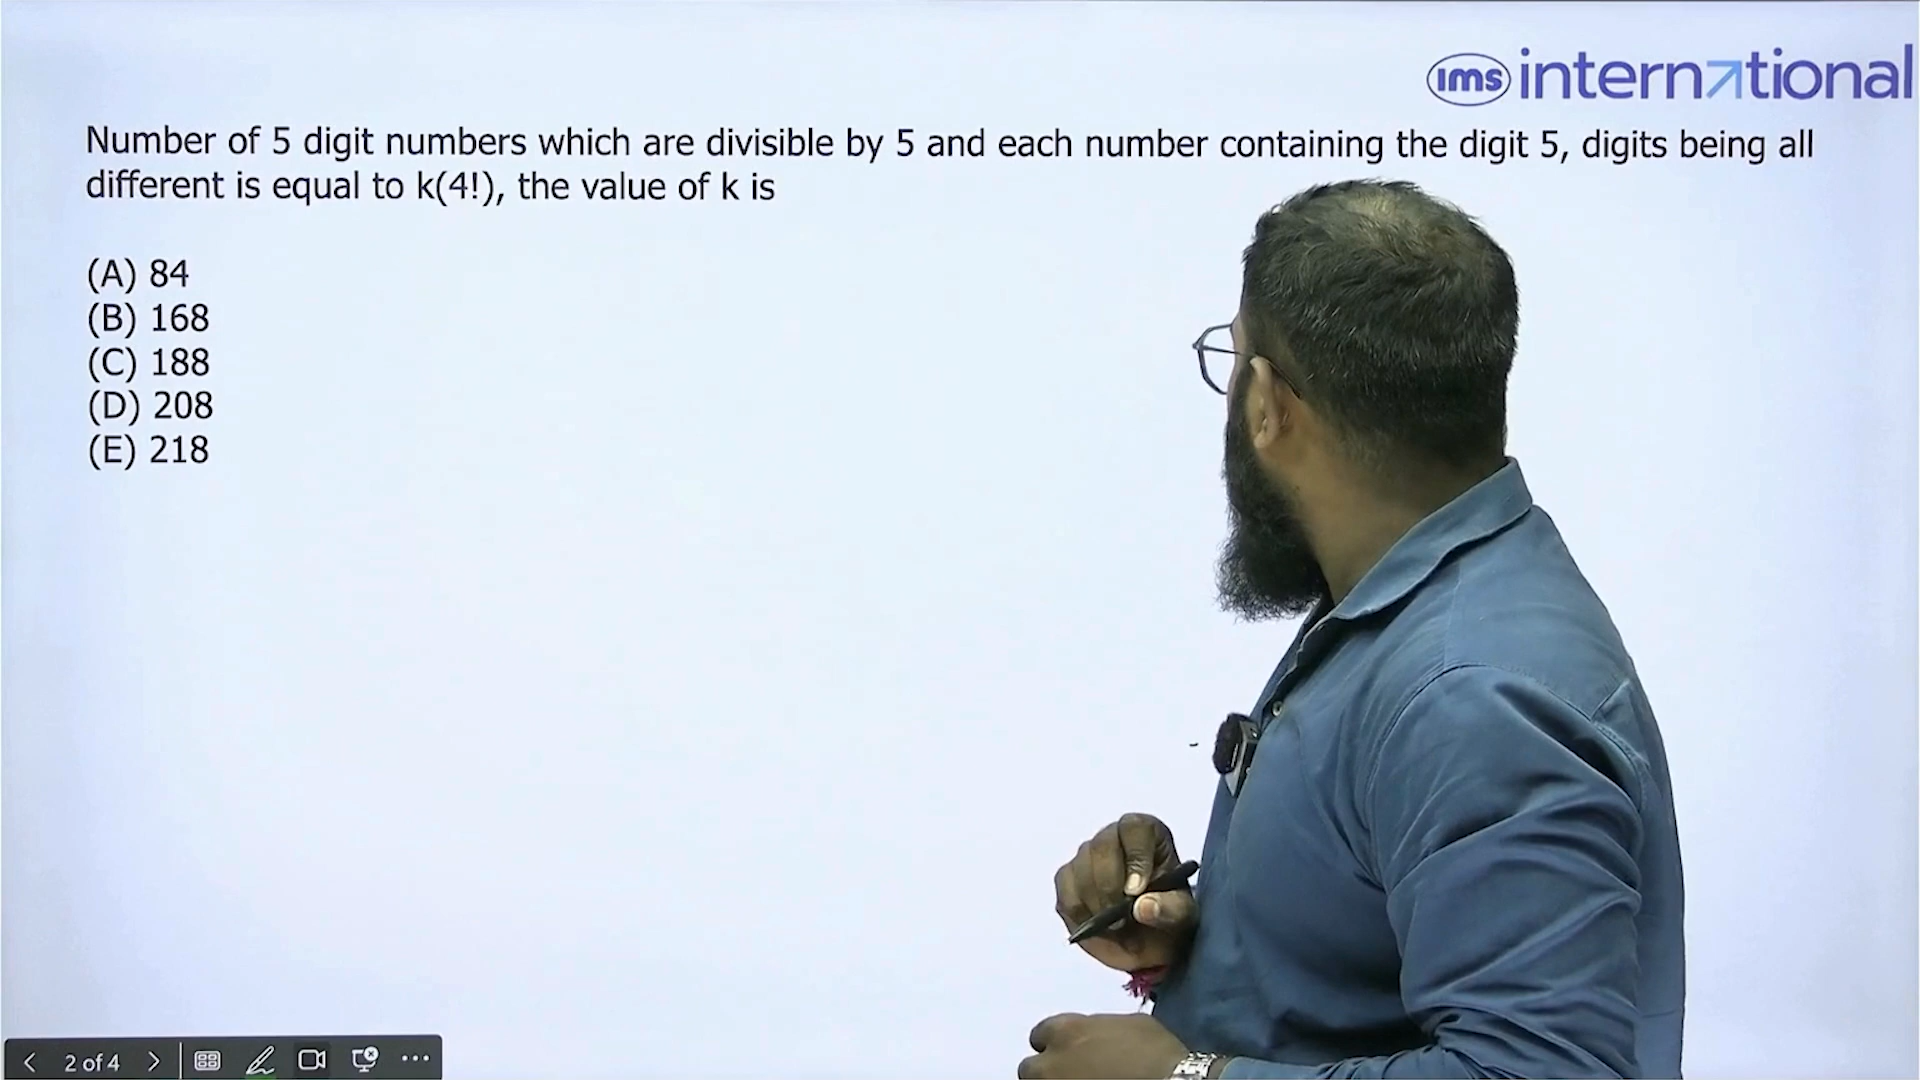 ims international
Number of 5 digit numbers which are divisible by 5 and each number containing the digit 5, digits being all
different is equal to k(4!), the value of k is
(A) 84
(B) 168
(C) 188
(D) 208
(E) 218
2 of 4